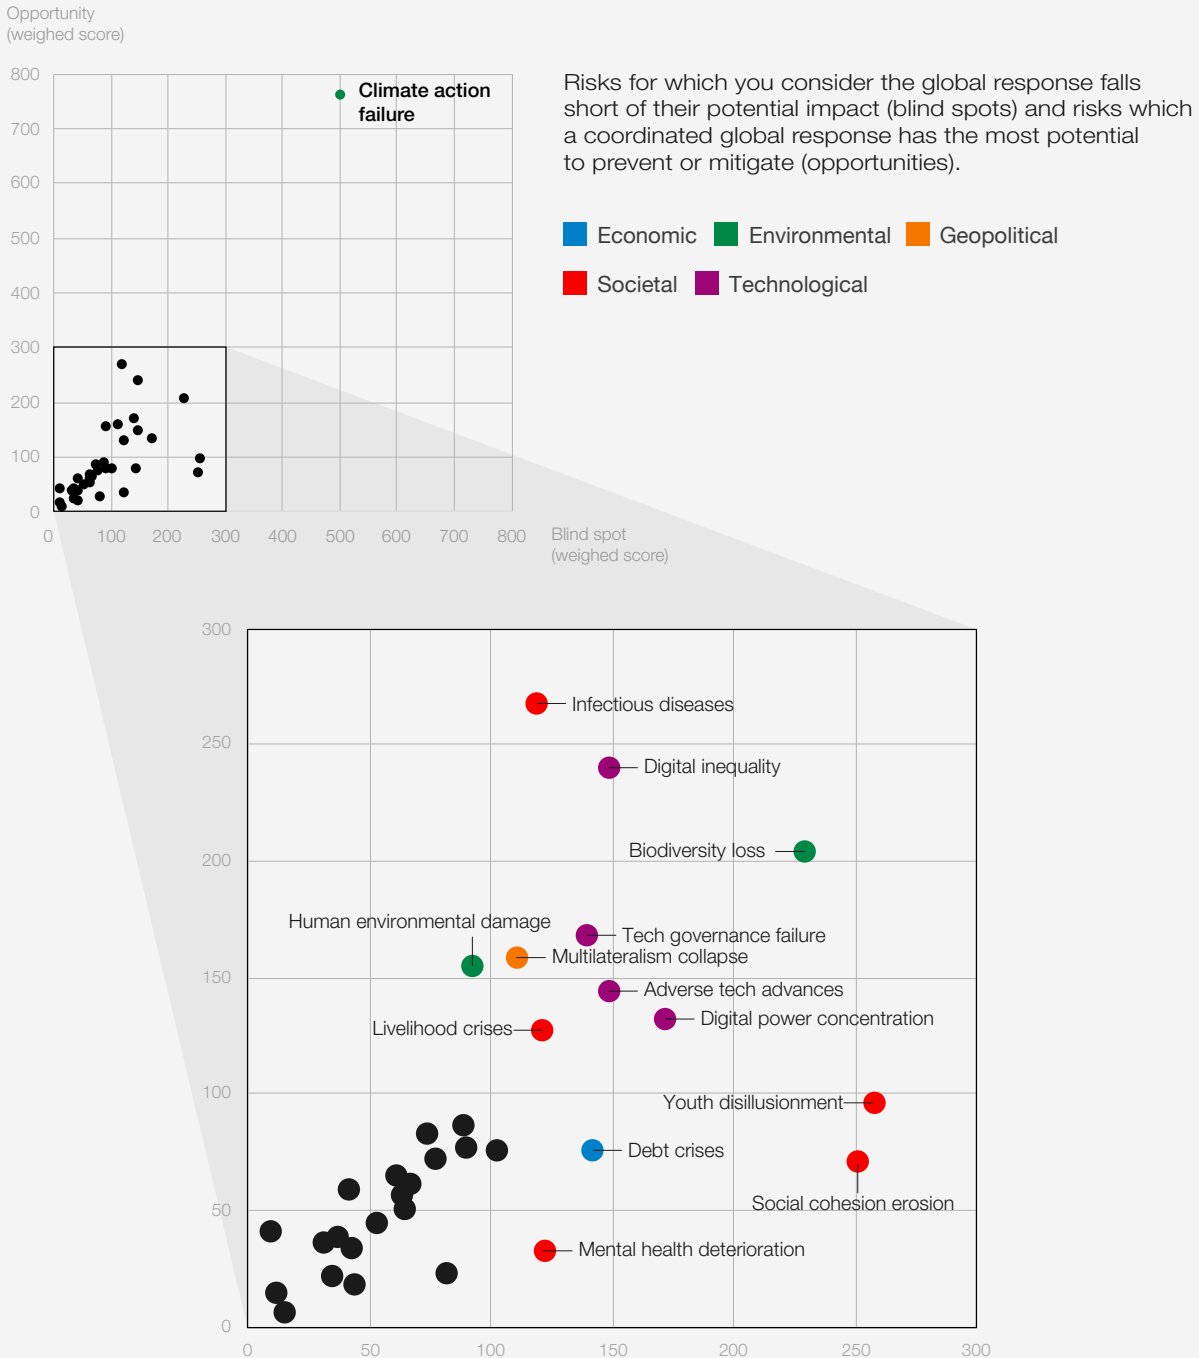 Opportunity
(weighed score)
800
700
600
500
400
300
200
100
0
0 100 200 300 400 500 600 700 800
Blind spot
(weighed score)
Climate action
failure
Risks for which you consider the global response falls
short of their potential impact (blind spots) and risks which
a coordinated global response has the most potential
to prevent or mitigate (opportunities).
Economic Environmental Geopolitical
Societal Technological
300
250
200
150
100
50
0
Infectious diseases
Digital inequality
Biodiversity loss
Human environmental damage
Tech governance failure
Multilateralism collapse
Adverse tech advances
Digital power concentration
Livelihood crises
Youth disillusionment
Debt crises
Social cohesion erosion
Mental health deterioration
0 50 100 150 200 250 300